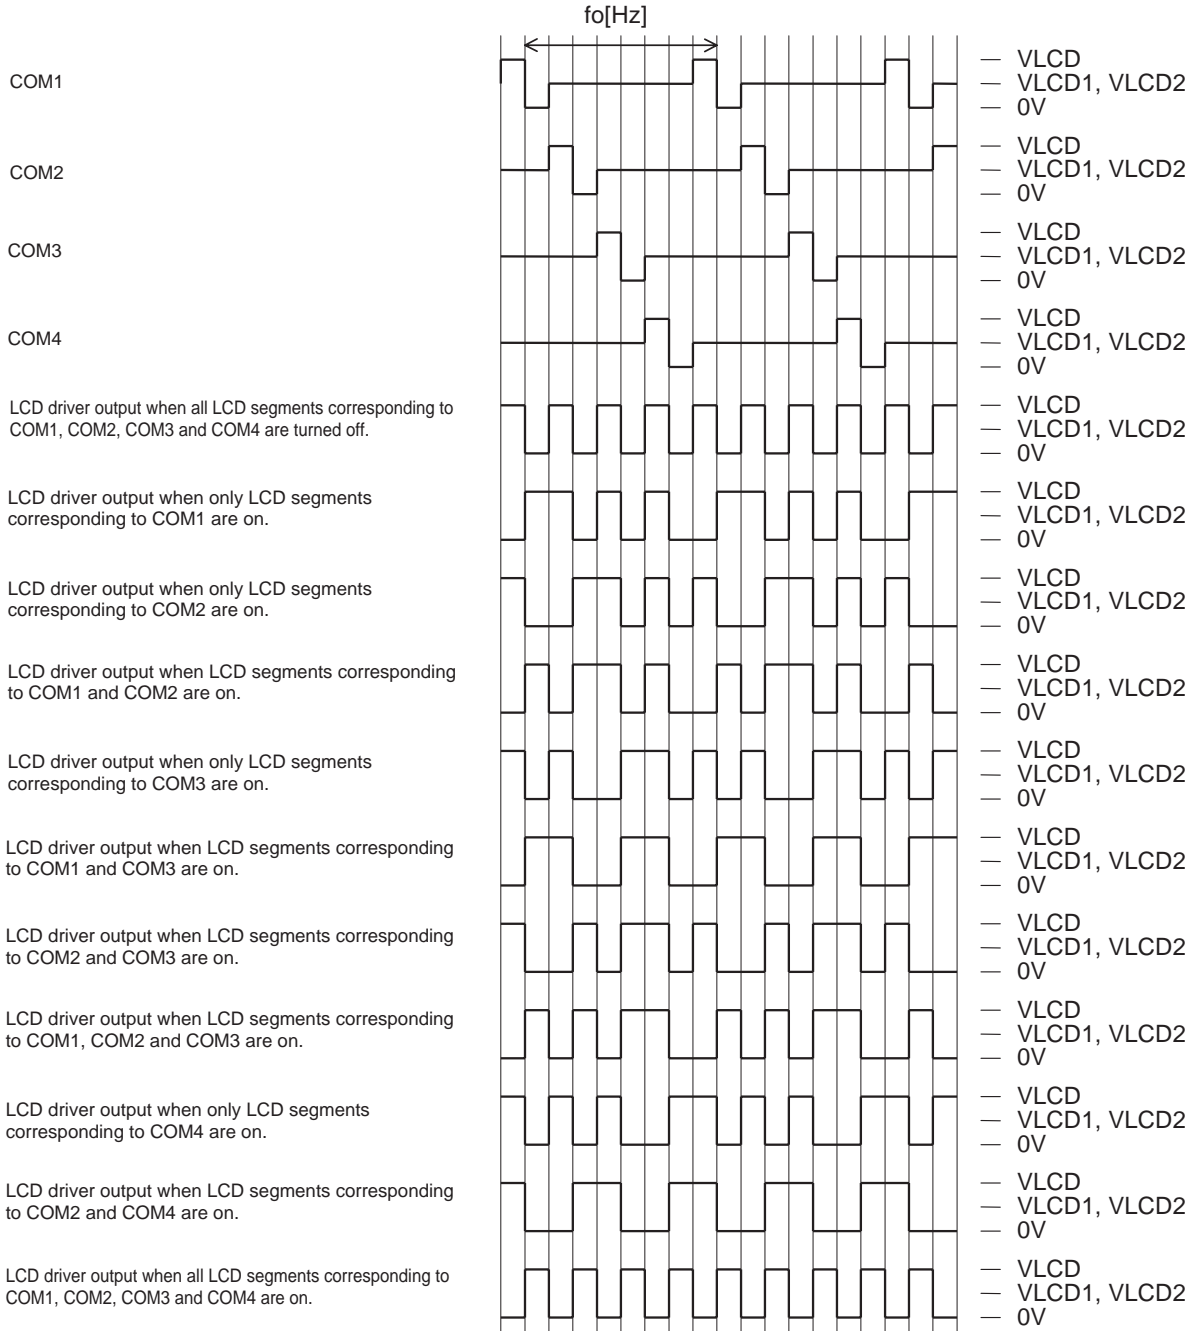 fo[Hz]
COM1
VLCD
VLCD1, VLCD2
0V
COM2
VLCD
VLCD1, VLCD2
0V
COM3
VLCD
VLCD1, VLCD2
0V
COM4
VLCD
VLCD1, VLCD2
0V
LCD driver output when all LCD segments corresponding to
COM1, COM2, COM3 and COM4 are turned off.
VLCD
VLCD1, VLCD2
0V
LCD driver output when only LCD segments
corresponding to COM1 are on.
VLCD
VLCD1, VLCD2
0V
LCD driver output when only LCD segments
corresponding to COM2 are on.
VLCD
VLCD1, VLCD2
0V
LCD driver output when LCD segments corresponding
to COM1 and COM2 are on.
VLCD
VLCD1, VLCD2
0V
LCD driver output when only LCD segments
corresponding to COM3 are on.
VLCD
VLCD1, VLCD2
0V
LCD driver output when LCD segments corresponding
to COM1 and COM3 are on.
VLCD
VLCD1, VLCD2
0V
LCD driver output when LCD segments corresponding
to COM2 and COM3 are on.
VLCD
VLCD1, VLCD2
0V
LCD driver output when LCD segments corresponding
to COM1, COM2 and COM3 are on.
VLCD
VLCD1, VLCD2
0V
LCD driver output when only LCD segments
corresponding to COM4 are on.
VLCD
VLCD1, VLCD2
0V
LCD driver output when LCD segments corresponding
to COM2 and COM4 are on.
VLCD
VLCD1, VLCD2
0V
LCD driver output when all LCD segments corresponding to
COM1, COM2, COM3 and COM4 are on.
VLCD
VLCD1, VLCD2
0V